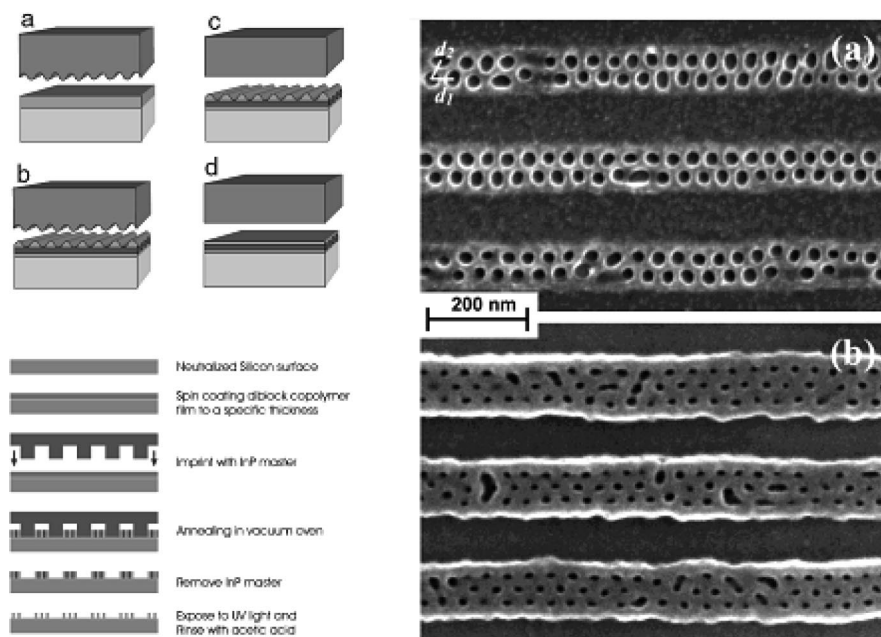 a
c
b
d
Neutralized Silicon surface
Spin coating diblock copolymer
film to a specific thickness
Imprint with InP master
Annealing in vacuum oven
Remove InP master
Expose to UV light and
Rinse with acetic acid
(a)
d2
d1
200 nm
(b)